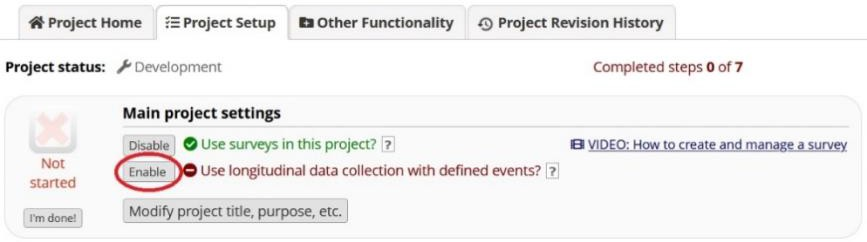 Project Home Project Setup Other Functionality Project Revision History
Project status: Development Completed steps 0 of 7
Main project settings
Disable Use surveys in this project? ? VIDEO: How to create and manage a survey
Not started
Enable Use longitudinal data collection with defined events? ?
I'm done!
Modify project title, purpose, etc.